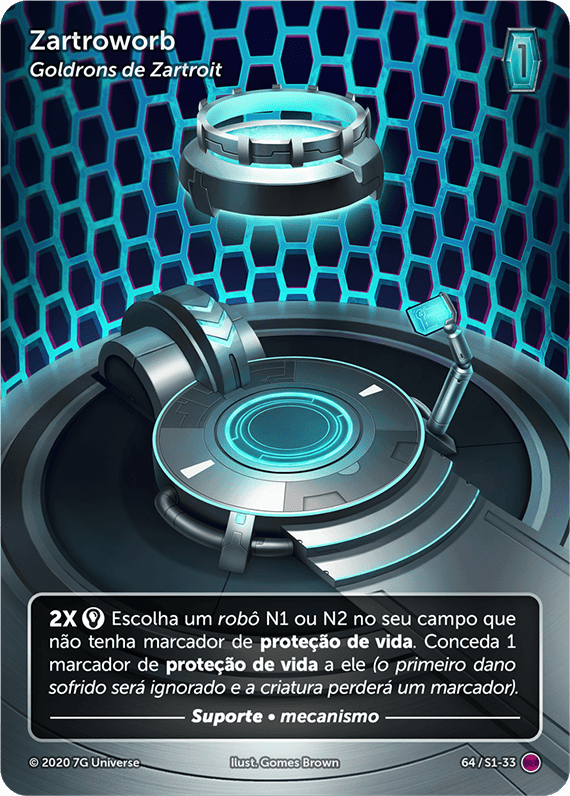 Zartroworb
Goldrons de Zartroit
1
2X Escolha um robô N1 ou N2 no seu campo que
não tenha marcador de proteção de vida. Conceda 1
marcador de proteção de vida a ele (o primeiro dano
sofrido será ignorado e a criatura perderá um marcador).
Suporte • mecanismo
© 2020 7G Universe
Ilust. Gomes Brown
64 / S1-33